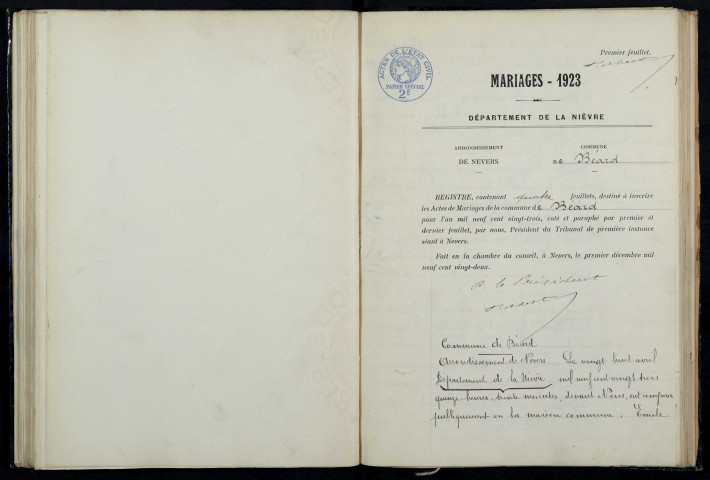 Premier feuillet.
ACTES DE L'ÉTAT CIVIL
PAPIER SPÉCIAL
2F
MARIAGES - 1923
DÉPARTEMENT DE LA NIÈVRE
ARRONDISSEMENT
DE NEVERS
COMMUNE
DE Béard
REGISTRE, contenant quatre feuillets, destiné à inscrire
les Actes de Mariages de la commune de Béard
pour l'an mil neuf cent vingt-trois, coté et paraphé par premier et
dernier feuillet, par nous, Président du Tribunal de première instance
séant à Nevers.
Fait en la chambre du conseil, à Nevers, le premier décembre mil
neuf cent vingt-deux.
P. le Président
Commune de Béard
Arrondissement de Nevers Le vingt huit avril
Département de la Nièvre mil neuf cent vingt trois
quinze heures trente minutes, devant Nous, ont comparu
publiquement en la maison commune, Emile